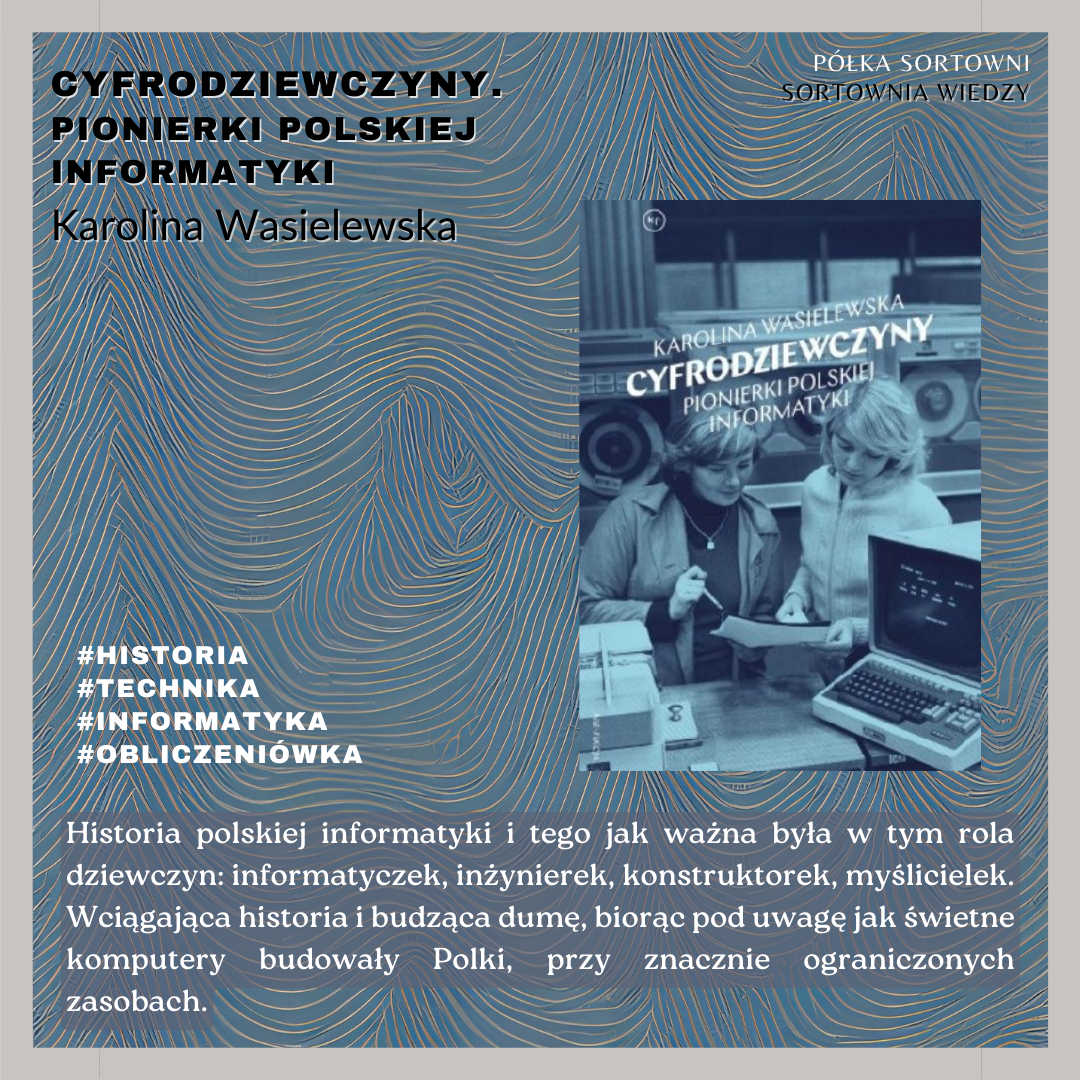 CYFRODZIEWCZYNY.
PIONIERKI POLSKIEJ
INFORMATYKI
Karolina Wasielewska
PÓŁKA SORTOWNI
SORTOWNIA WIEDZY
KAROLINA WASIELEWSKA
CYFRODZIEWCZYNY
PIONIERKI POLSKIEJ
INFORMATYKI
#HISTORIA
#TECHNIKA
#INFORMATYKA
#OBLICZENIÓWKA
Historia polskiej informatyki i tego jak ważna była w tym rola
dziewczyn: informatyczek, inżynierek, konstruktorek, myślicielek.
Wciągająca historia i budząca dumę, biorąc pod uwagę jak świetne
komputery budowały Polki, przy znacznie ograniczonych
zasobach.